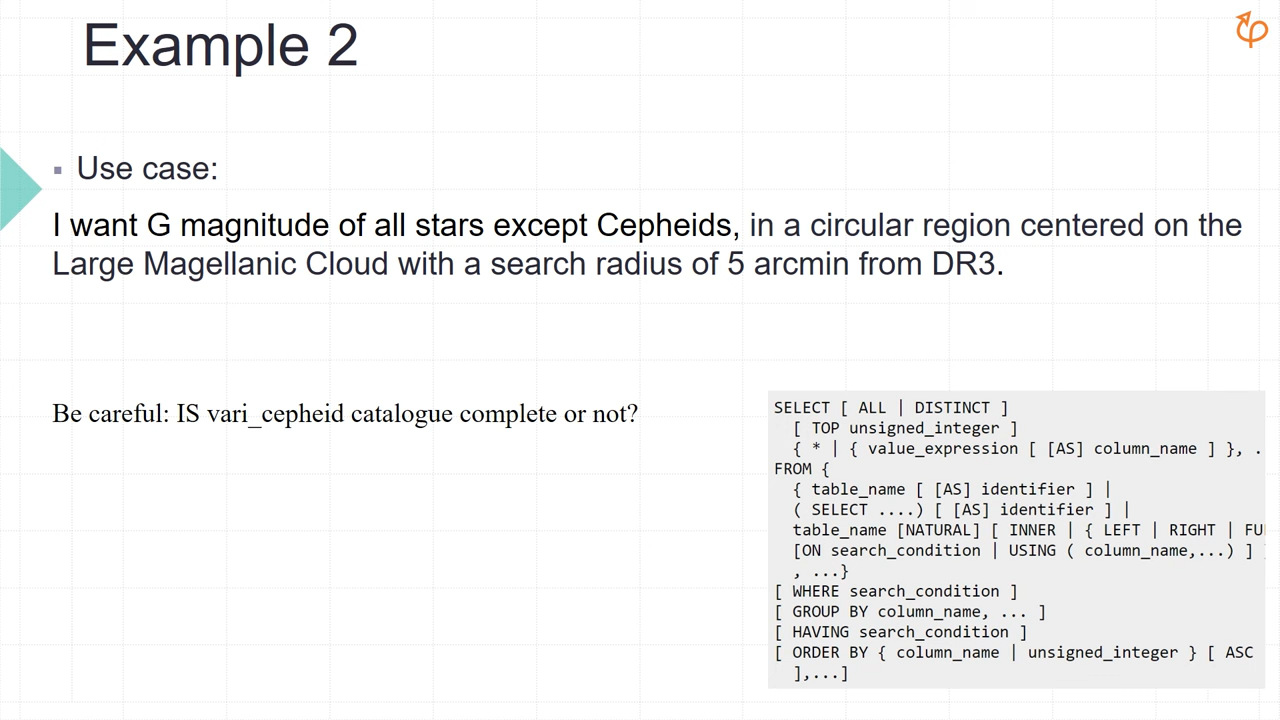 Example 2
▪ Use case:
I want G magnitude of all stars except Cepheids, in a circular region centered on the
Large Magellanic Cloud with a search radius of 5 arcmin from DR3.
Be careful: IS vari_cepheid catalogue complete or not?
SELECT [ ALL | DISTINCT ]
[ TOP unsigned_integer ]
{ * | { value_expression [ [AS] column_name ] }, .
FROM {
{ table_name [ [AS] identifier ] |
( SELECT ....) [ [AS] identifier ] |
table_name [NATURAL] [ INNER | { LEFT | RIGHT | FU
[ON search_condition | USING ( column_name,...) ]
, ...}
[ WHERE search_condition ]
[ GROUP BY column_name, ... ]
[ HAVING search_condition ]
[ ORDER BY { column_name | unsigned_integer } [ ASC
],...]